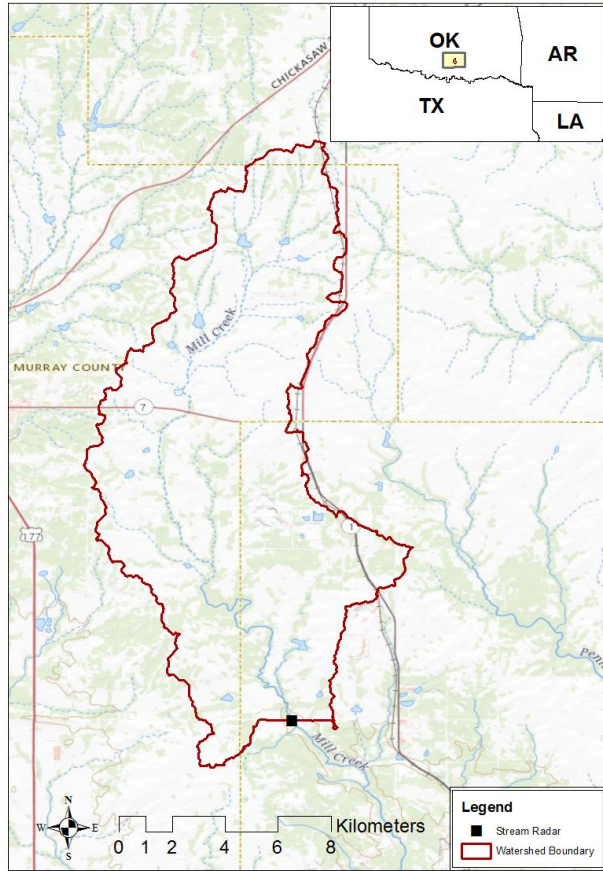 OK
AR
6
TX
LA
CHICKASAW
Mill Creek
MURRAY COUNTY
7
177
1
Mill Creek
N
W
E
S
Kilometers
0 1 2 4 6 8
Legend
Stream Radar
Watershed Boundary